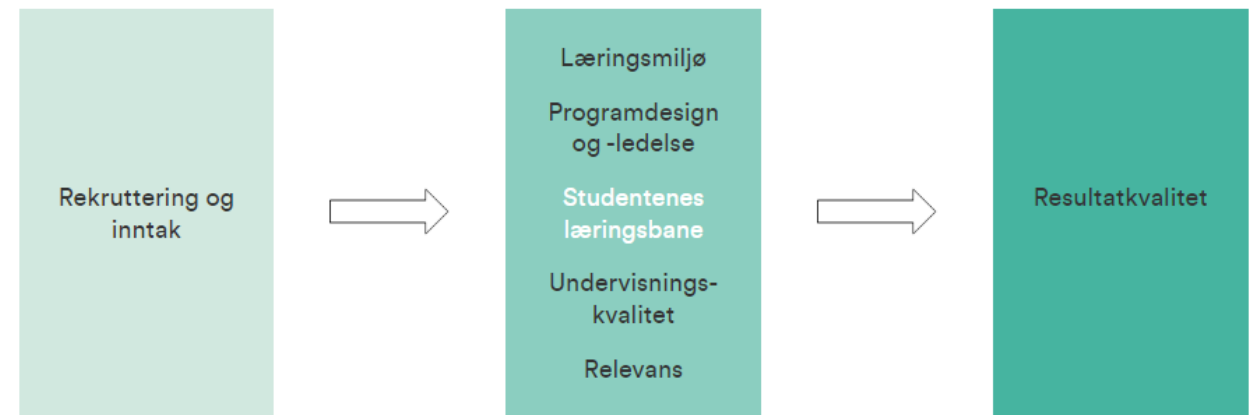 Rekruttering og
inntak
Læringsmiljø
Programdesign
og -ledelse
Studentenes
læringsbane
Undervisnings-
kvalitet
Relevans
Resultatkvalitet